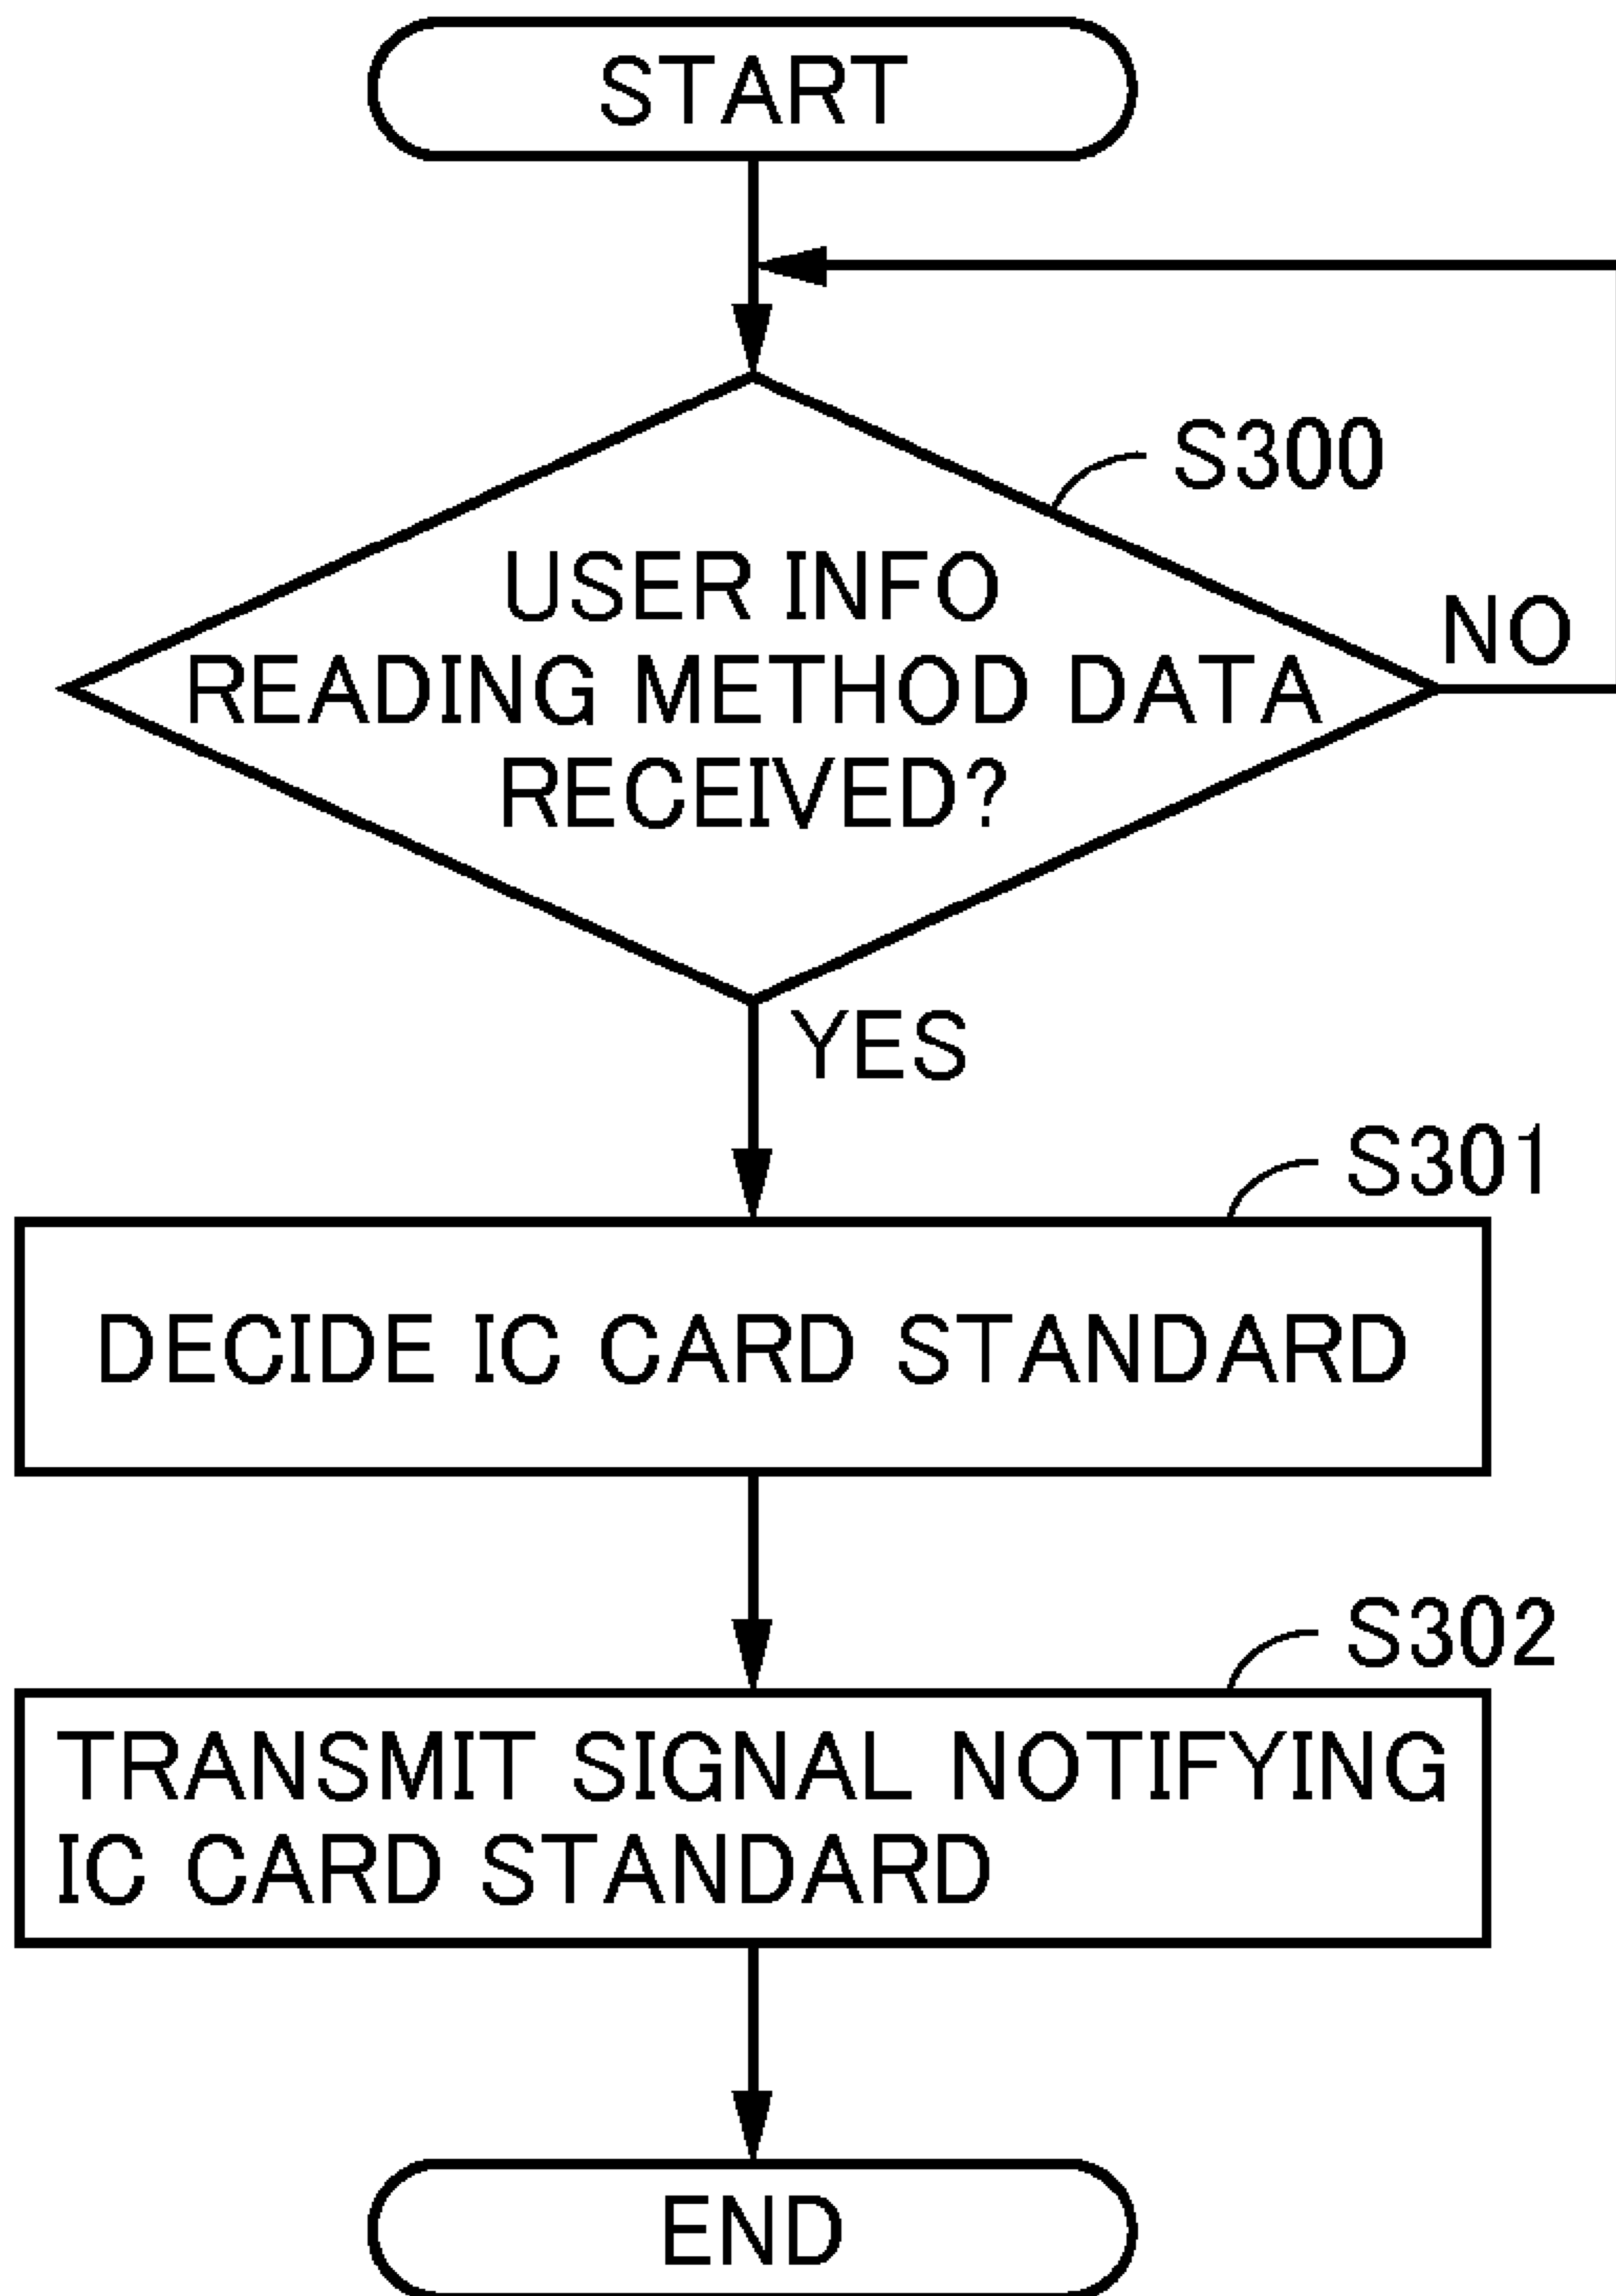 START
S300
USER INFO
READING METHOD DATA
RECEIVED?
NO
YES
S301
DECIDE IC CARD STANDARD
S302
TRANSMIT SIGNAL NOTIFYING
IC CARD STANDARD
END